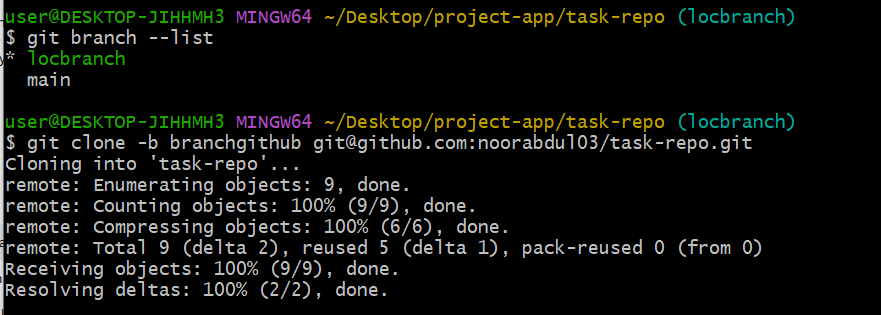 user@DESKTOP-JIHHMH3 MINGW64 ~/Desktop/project-app/task-repo (locbranch)
$ git branch --list
* locbranch
  main

user@DESKTOP-JIHHMH3 MINGW64 ~/Desktop/project-app/task-repo (locbranch)
$ git clone -b branchgithub git@github.com:noorabdul03/task-repo.git
Cloning into 'task-repo'...
remote: Enumerating objects: 9, done.
remote: Counting objects: 100% (9/9), done.
remote: Compressing objects: 100% (6/6), done.
remote: Total 9 (delta 2), reused 5 (delta 1), pack-reused 0 (from 0)
Receiving objects: 100% (9/9), done.
Resolving deltas: 100% (2/2), done.